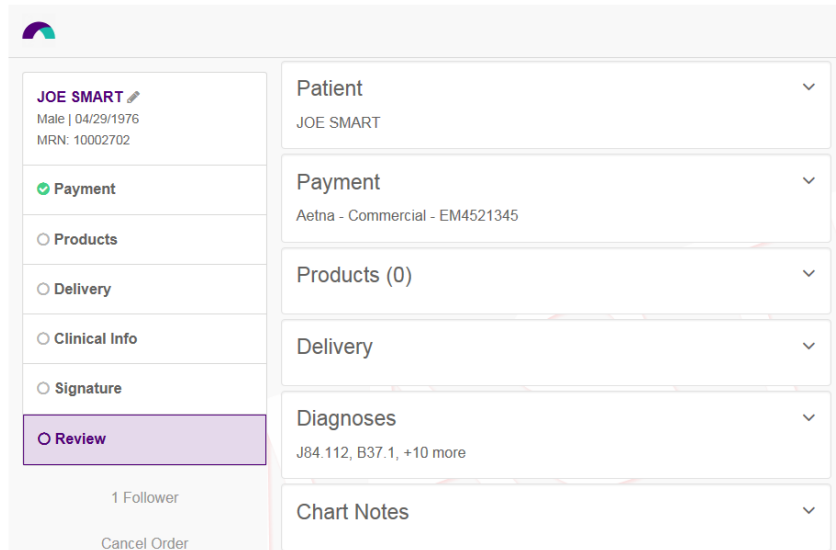 JOE SMART
Male | 04/29/1976
MRN: 10002702
Payment
Products
Delivery
Clinical Info
Signature
Review
1 Follower
Cancel Order
Patient
JOE SMART
Payment
Aetna - Commercial - EM4521345
Products (0)
Delivery
Diagnoses
J84.112, B37.1, +10 more
Chart Notes